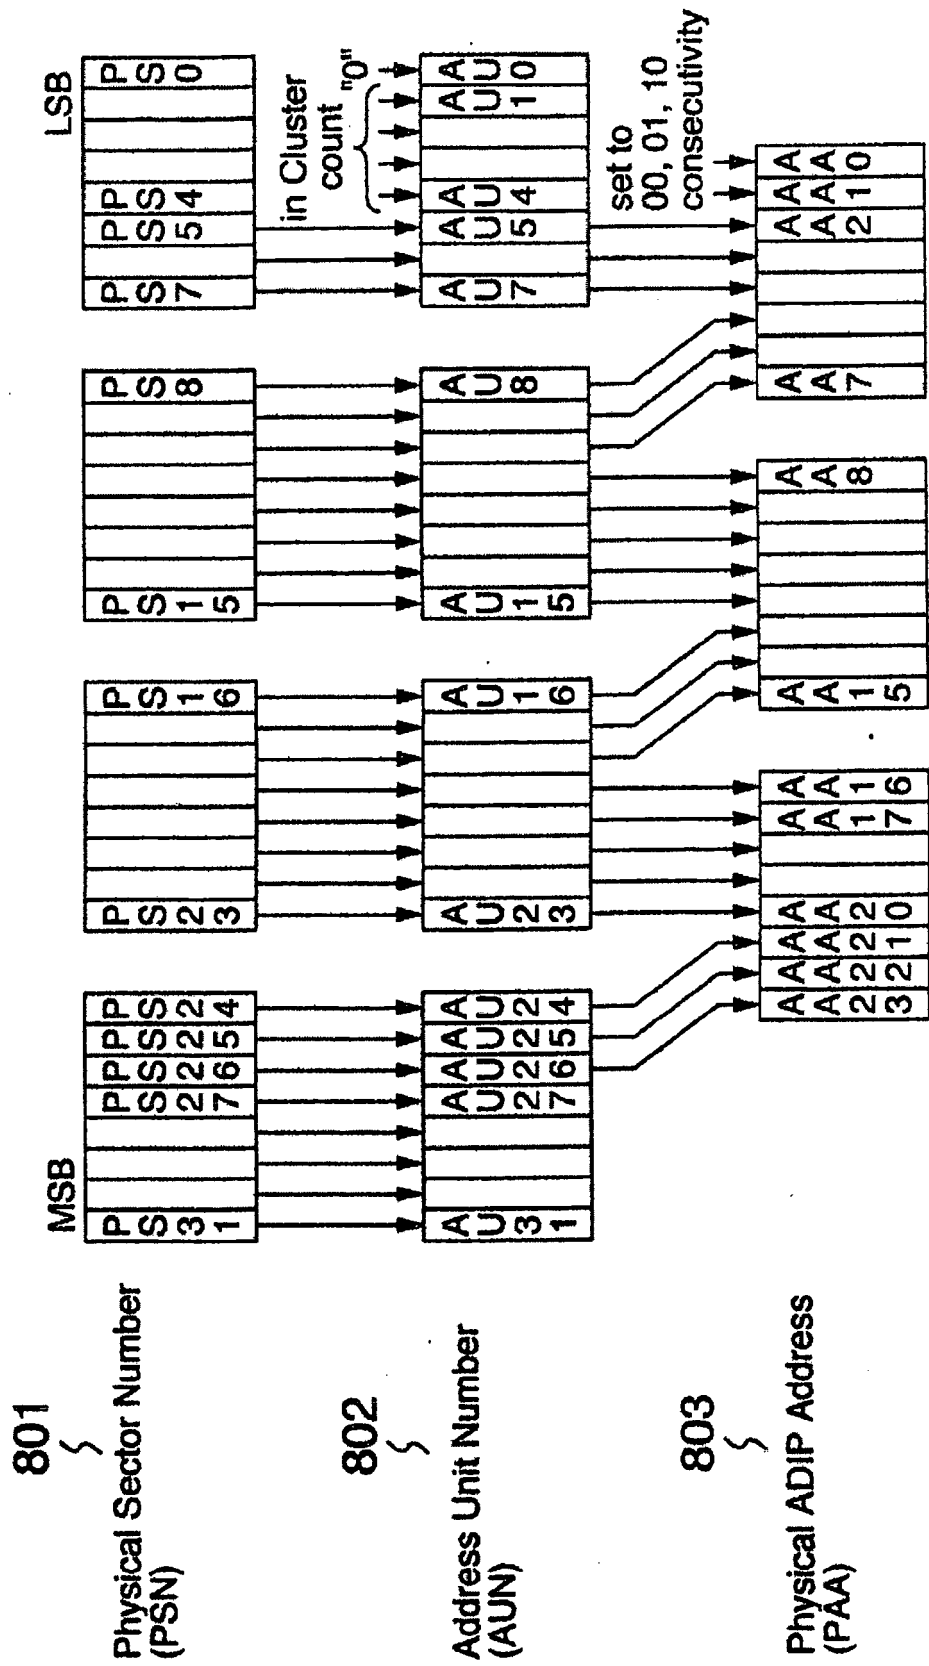 801
Physical Sector Number
(PSN)
MSB
LSB
PS31
PS27
PS26
PS25
PS24
PS23
PS16
PS15
PS8
PS7
PS5
PS4
PS0
in Cluster
count
"0"
802
Address Unit Number
(AUN)
AU31
AU27
AU26
AU25
AU24
AU23
AU16
AU15
AU8
AU7
AU5
AU4
AU1
AU0
set to
00, 01, 10
consecutivity
803
Physical ADIP Address
(PAA)
AA23
AA22
AA21
AA20
AA17
AA16
AA15
AA8
AA7
AA2
AA1
AA0